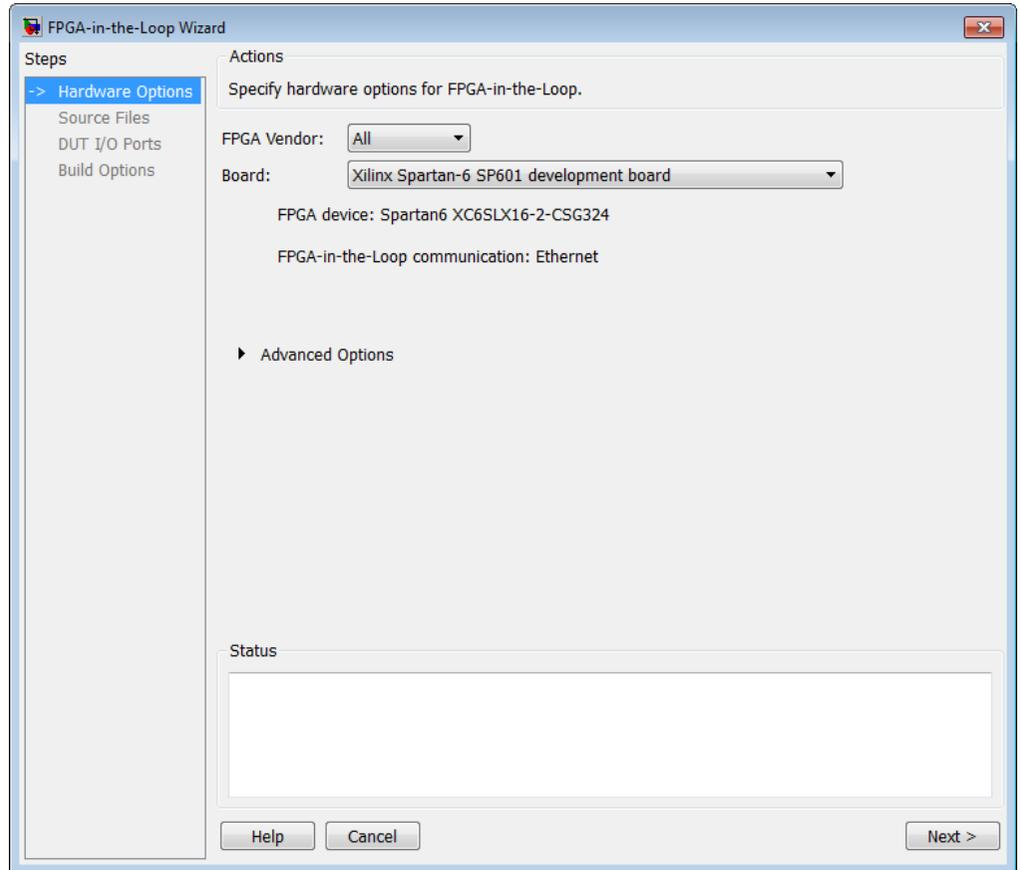 FPGA-in-the-Loop Wizard
Steps
-> Hardware Options
Source Files
DUT I/O Ports
Build Options
Actions
Specify hardware options for FPGA-in-the-Loop.
FPGA Vendor: All
Board: Xilinx Spartan-6 SP601 development board
FPGA device: Spartan6 XC6SLX16-2-CSG324
FPGA-in-the-Loop communication: Ethernet
Advanced Options
Status
Help Cancel Next >